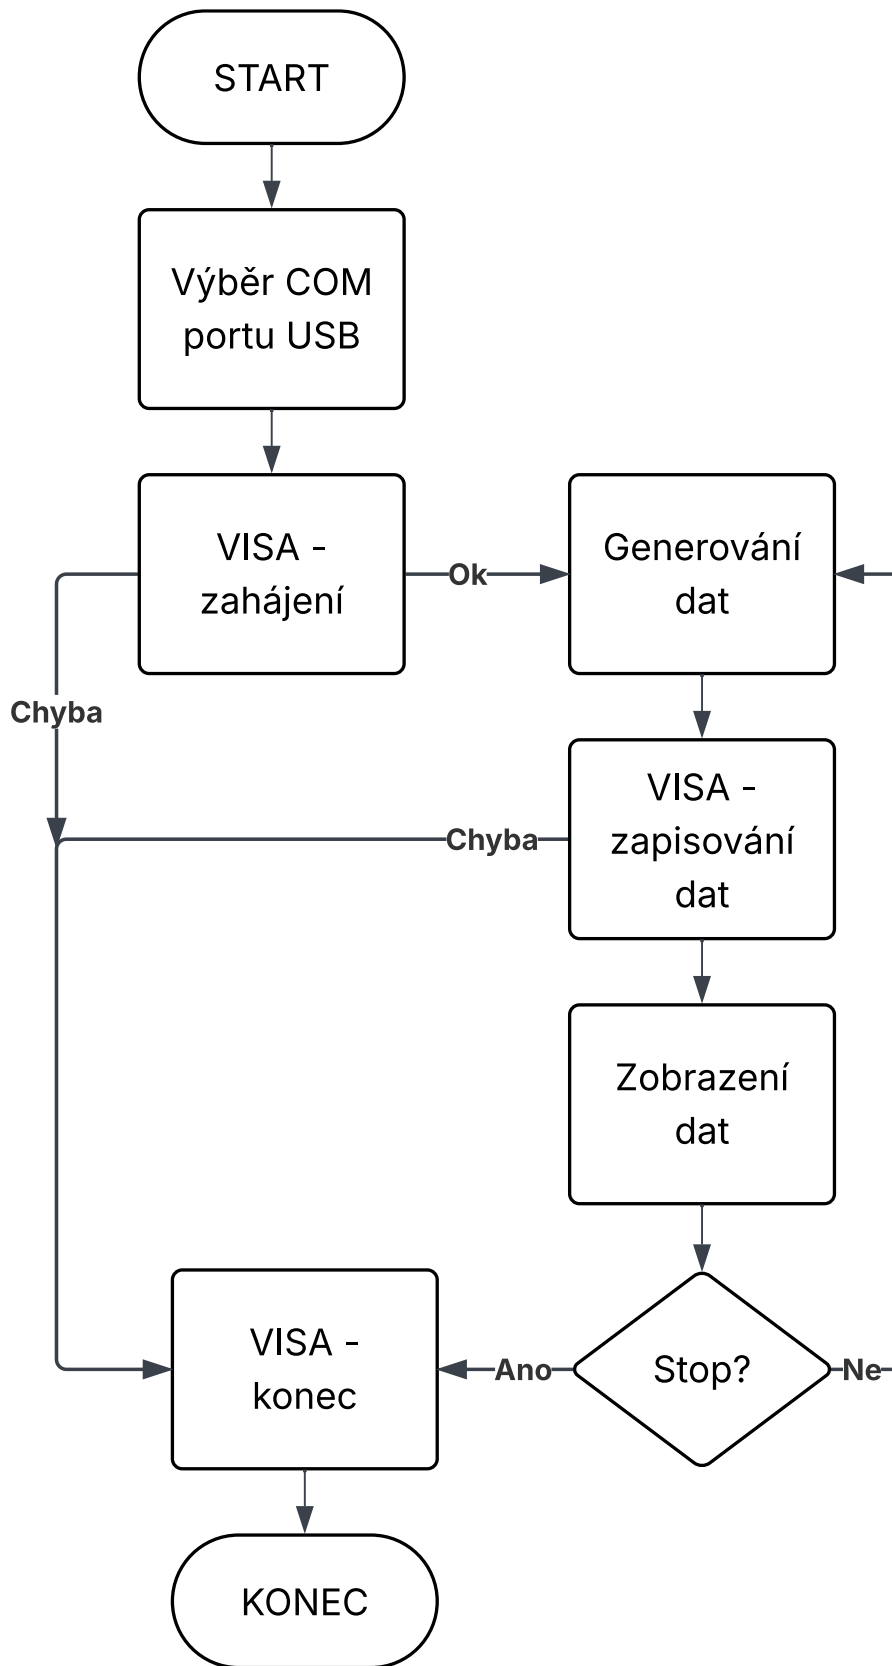 START
Výběr COM
portu USB
VISA -
zahájení
Ok
Generování
dat
Chyba
VISA -
zapisování
dat
Chyba
Zobrazení
dat
VISA -
konec
Ano
Stop?
Ne
KONEC